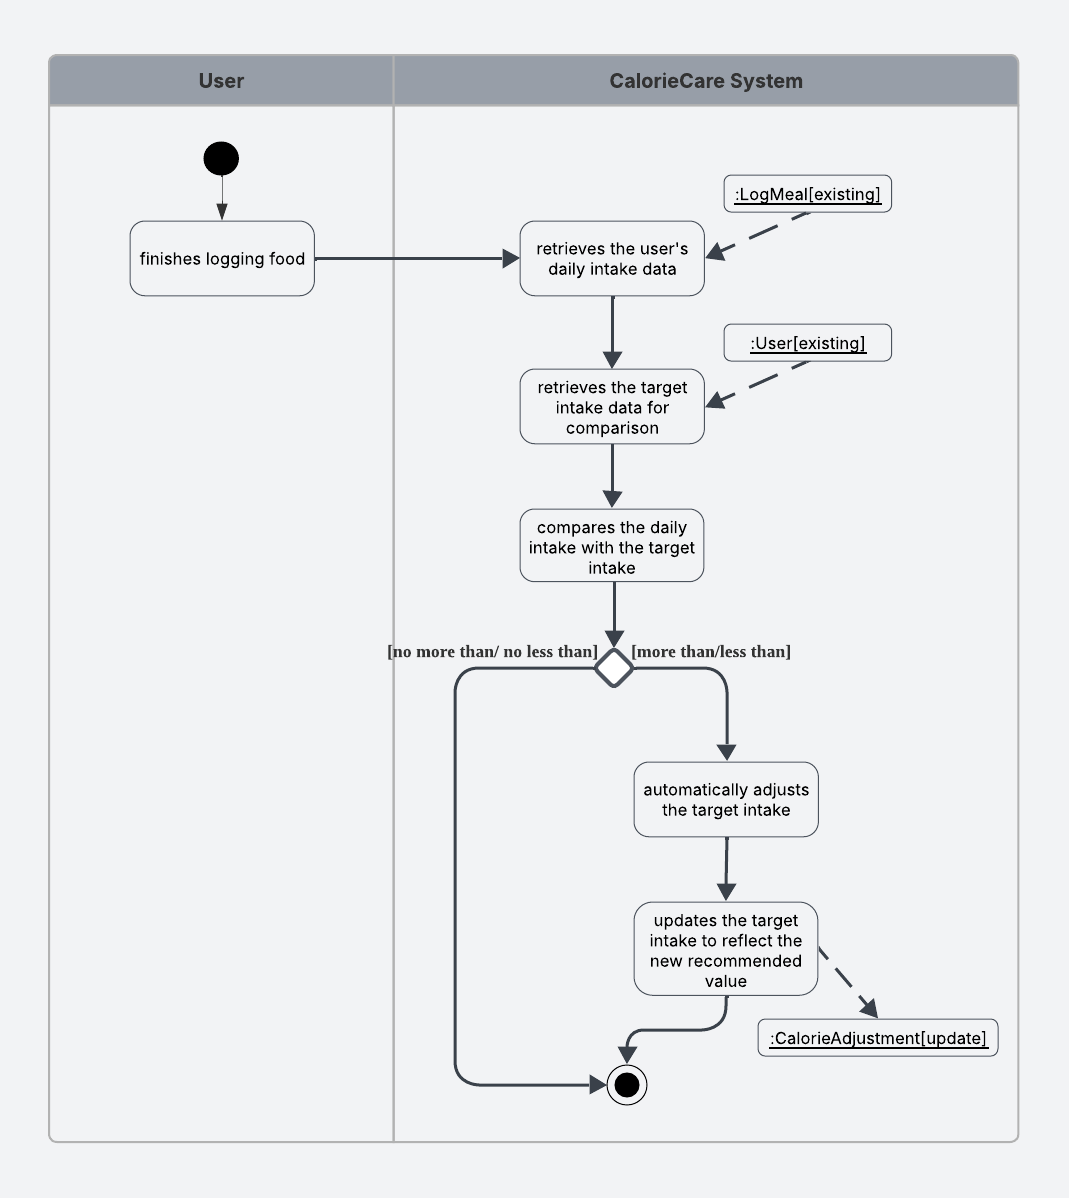 User
CalorieCare System
:LogMeal[existing]
finishes logging food
retrieves the user's
daily intake data
:User[existing]
retrieves the target
intake data for
comparison
compares the daily
intake with the target
intake
[no more than/ no less than]
[more than/less than]
automatically adjusts
the target intake
updates the target
intake to reflect the
new recommended
value
:CalorieAdjustment[update]